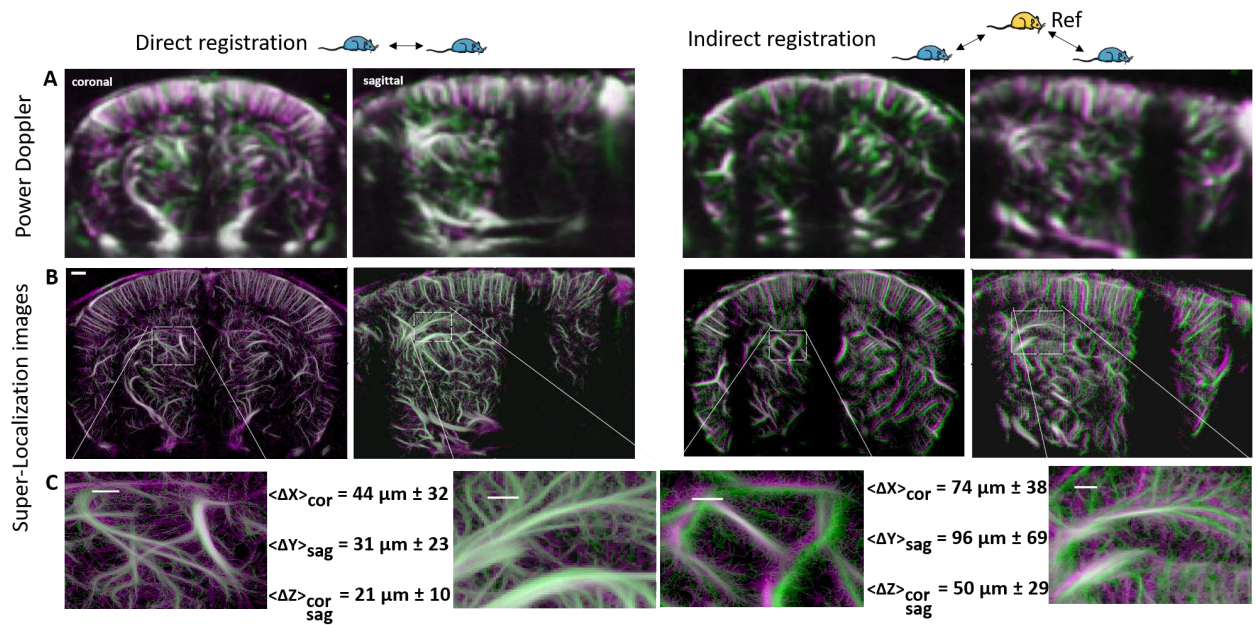 Direct registration
Indirect registration
Ref
A
coronal
sagittal
Power Doppler
B
Super-Localization images
C
<ΔX>cor = 44 µm ± 32
<ΔY>sag = 31 µm ± 23
<ΔZ>cor = 21 µm ± 10
sag
<ΔX>cor = 74 µm ± 38
<ΔY>sag = 96 µm ± 69
<ΔZ>cor = 50 µm ± 29
sag